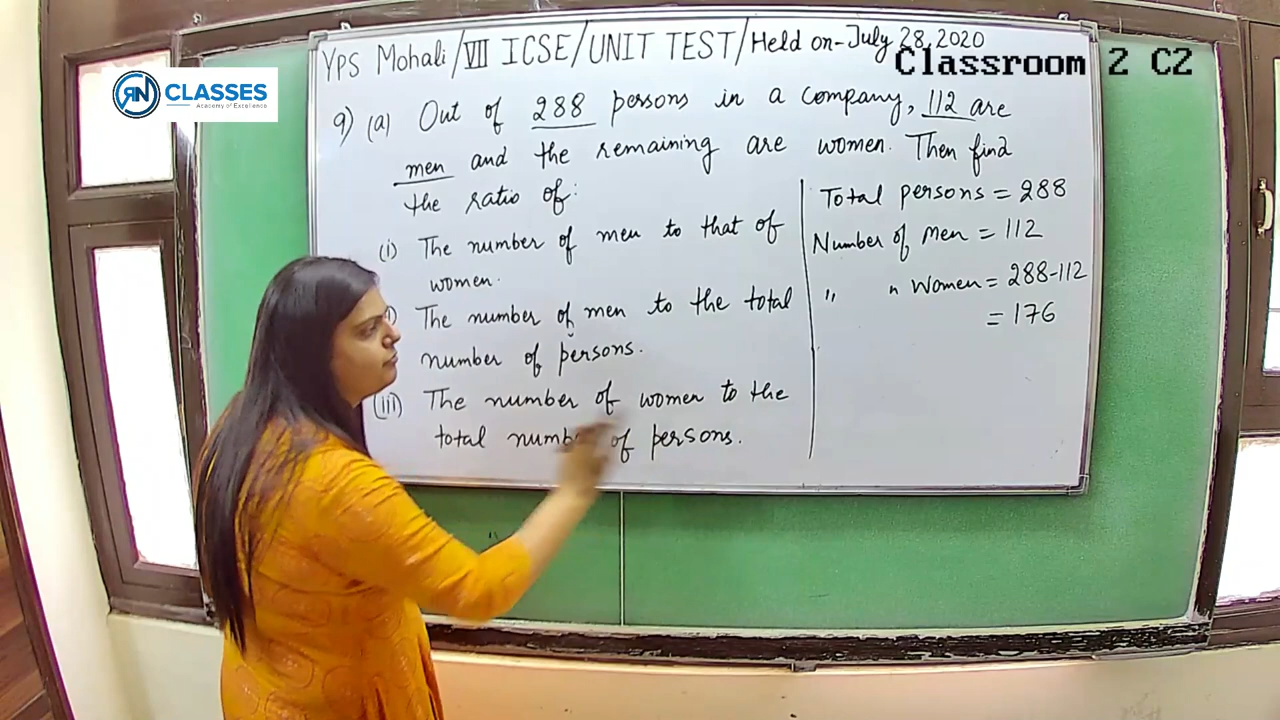 YPS Mohali/VII ICSE/UNIT TEST/Held on-July 28, 2020
Classroom 2 C2
RN CLASSES
Academy of Excellence
9) (a) Out of 288 persons in a company, 112 are
men and the remaining are women. Then find
the ratio of:
(i) The number of men to that of
women.
) The number of men to the total
number of persons.
(iii) The number of women to the
total number of persons.
Total persons = 288
Number of Men = 112
" " Women = 288-112
= 176